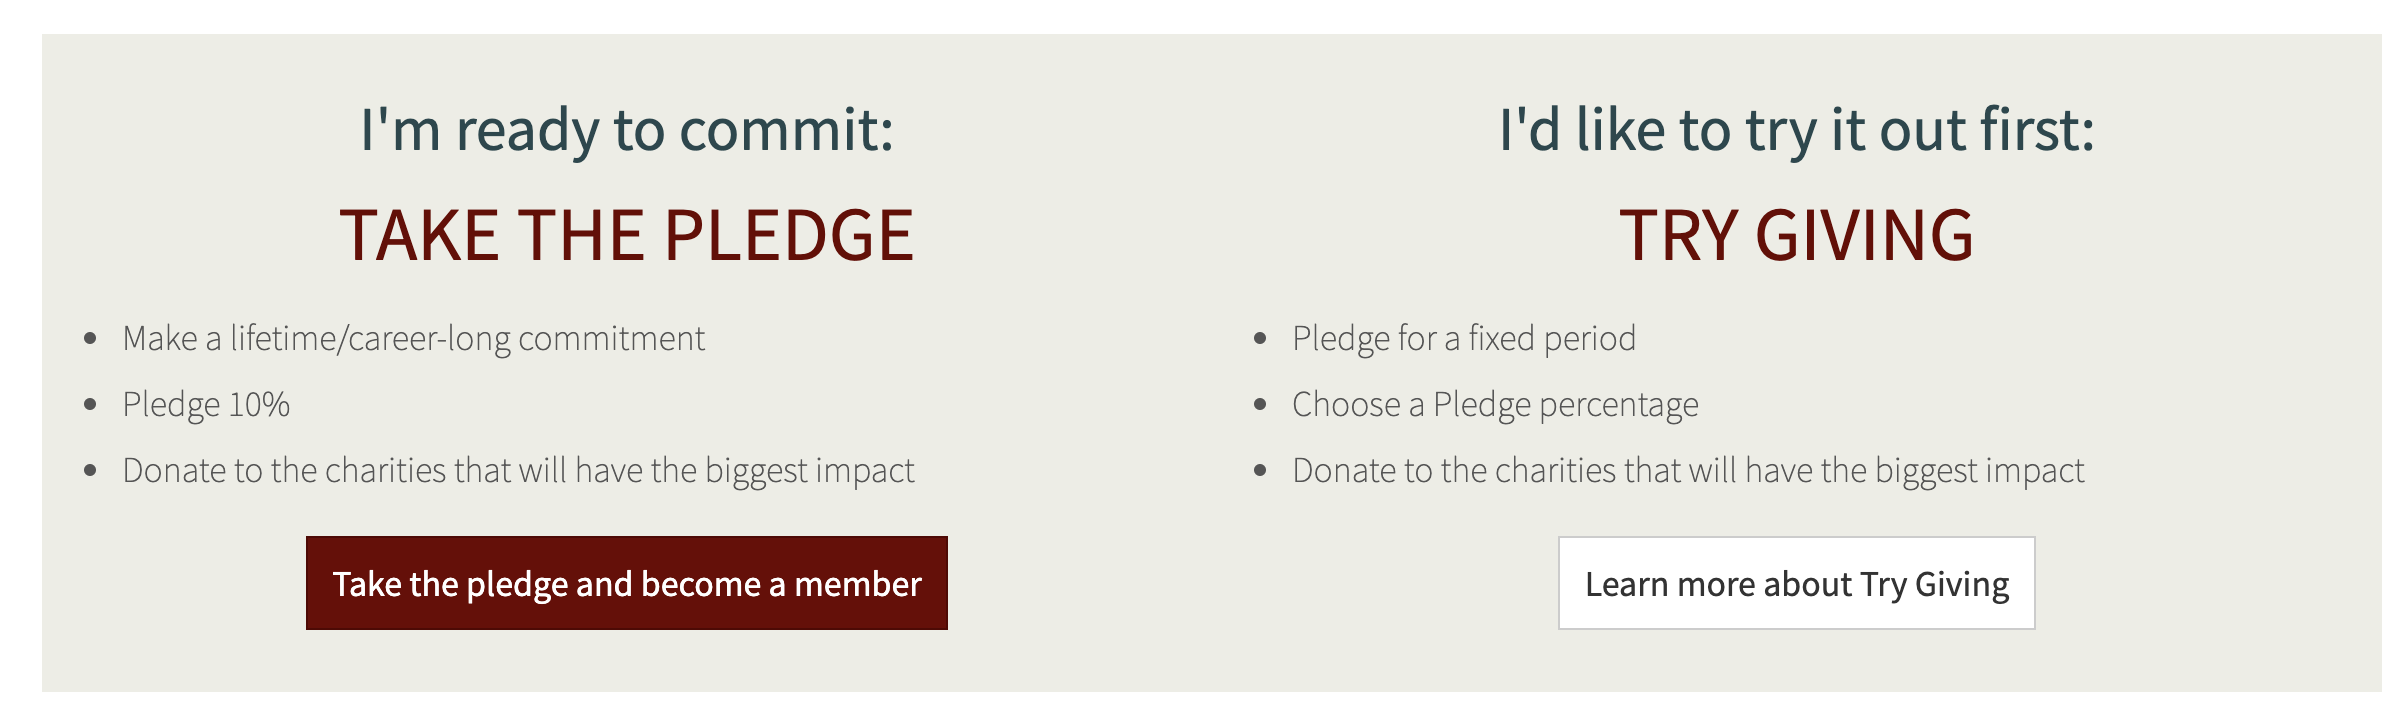 I'm ready to commit:
TAKE THE PLEDGE
Make a lifetime/career-long commitment
Pledge 10%
Donate to the charities that will have the biggest impact
Take the pledge and become a member
I'd like to try it out first:
TRY GIVING
Pledge for a fixed period
Choose a Pledge percentage
Donate to the charities that will have the biggest impact
Learn more about Try Giving